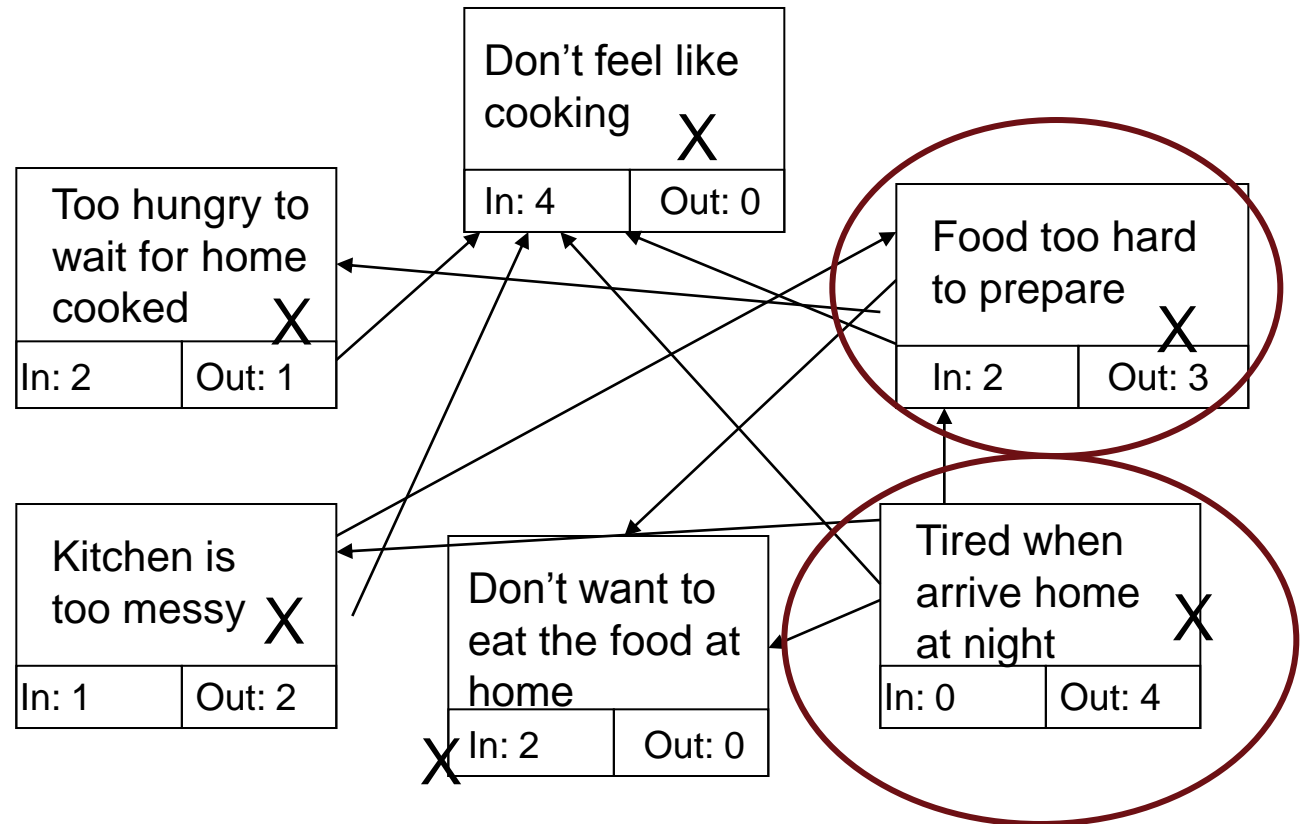 Don’t feel like
cooking
X
In: 4
Out: 0
Too hungry to
wait for home
cooked
X
In: 2
Out: 1
Food too hard
to prepare
X
In: 2
Out: 3
Kitchen is
too messy
X
In: 1
Out: 2
Don’t want to
eat the food at
home
X
In: 2
Out: 0
Tired when
arrive home
at night
X
In: 0
Out: 4